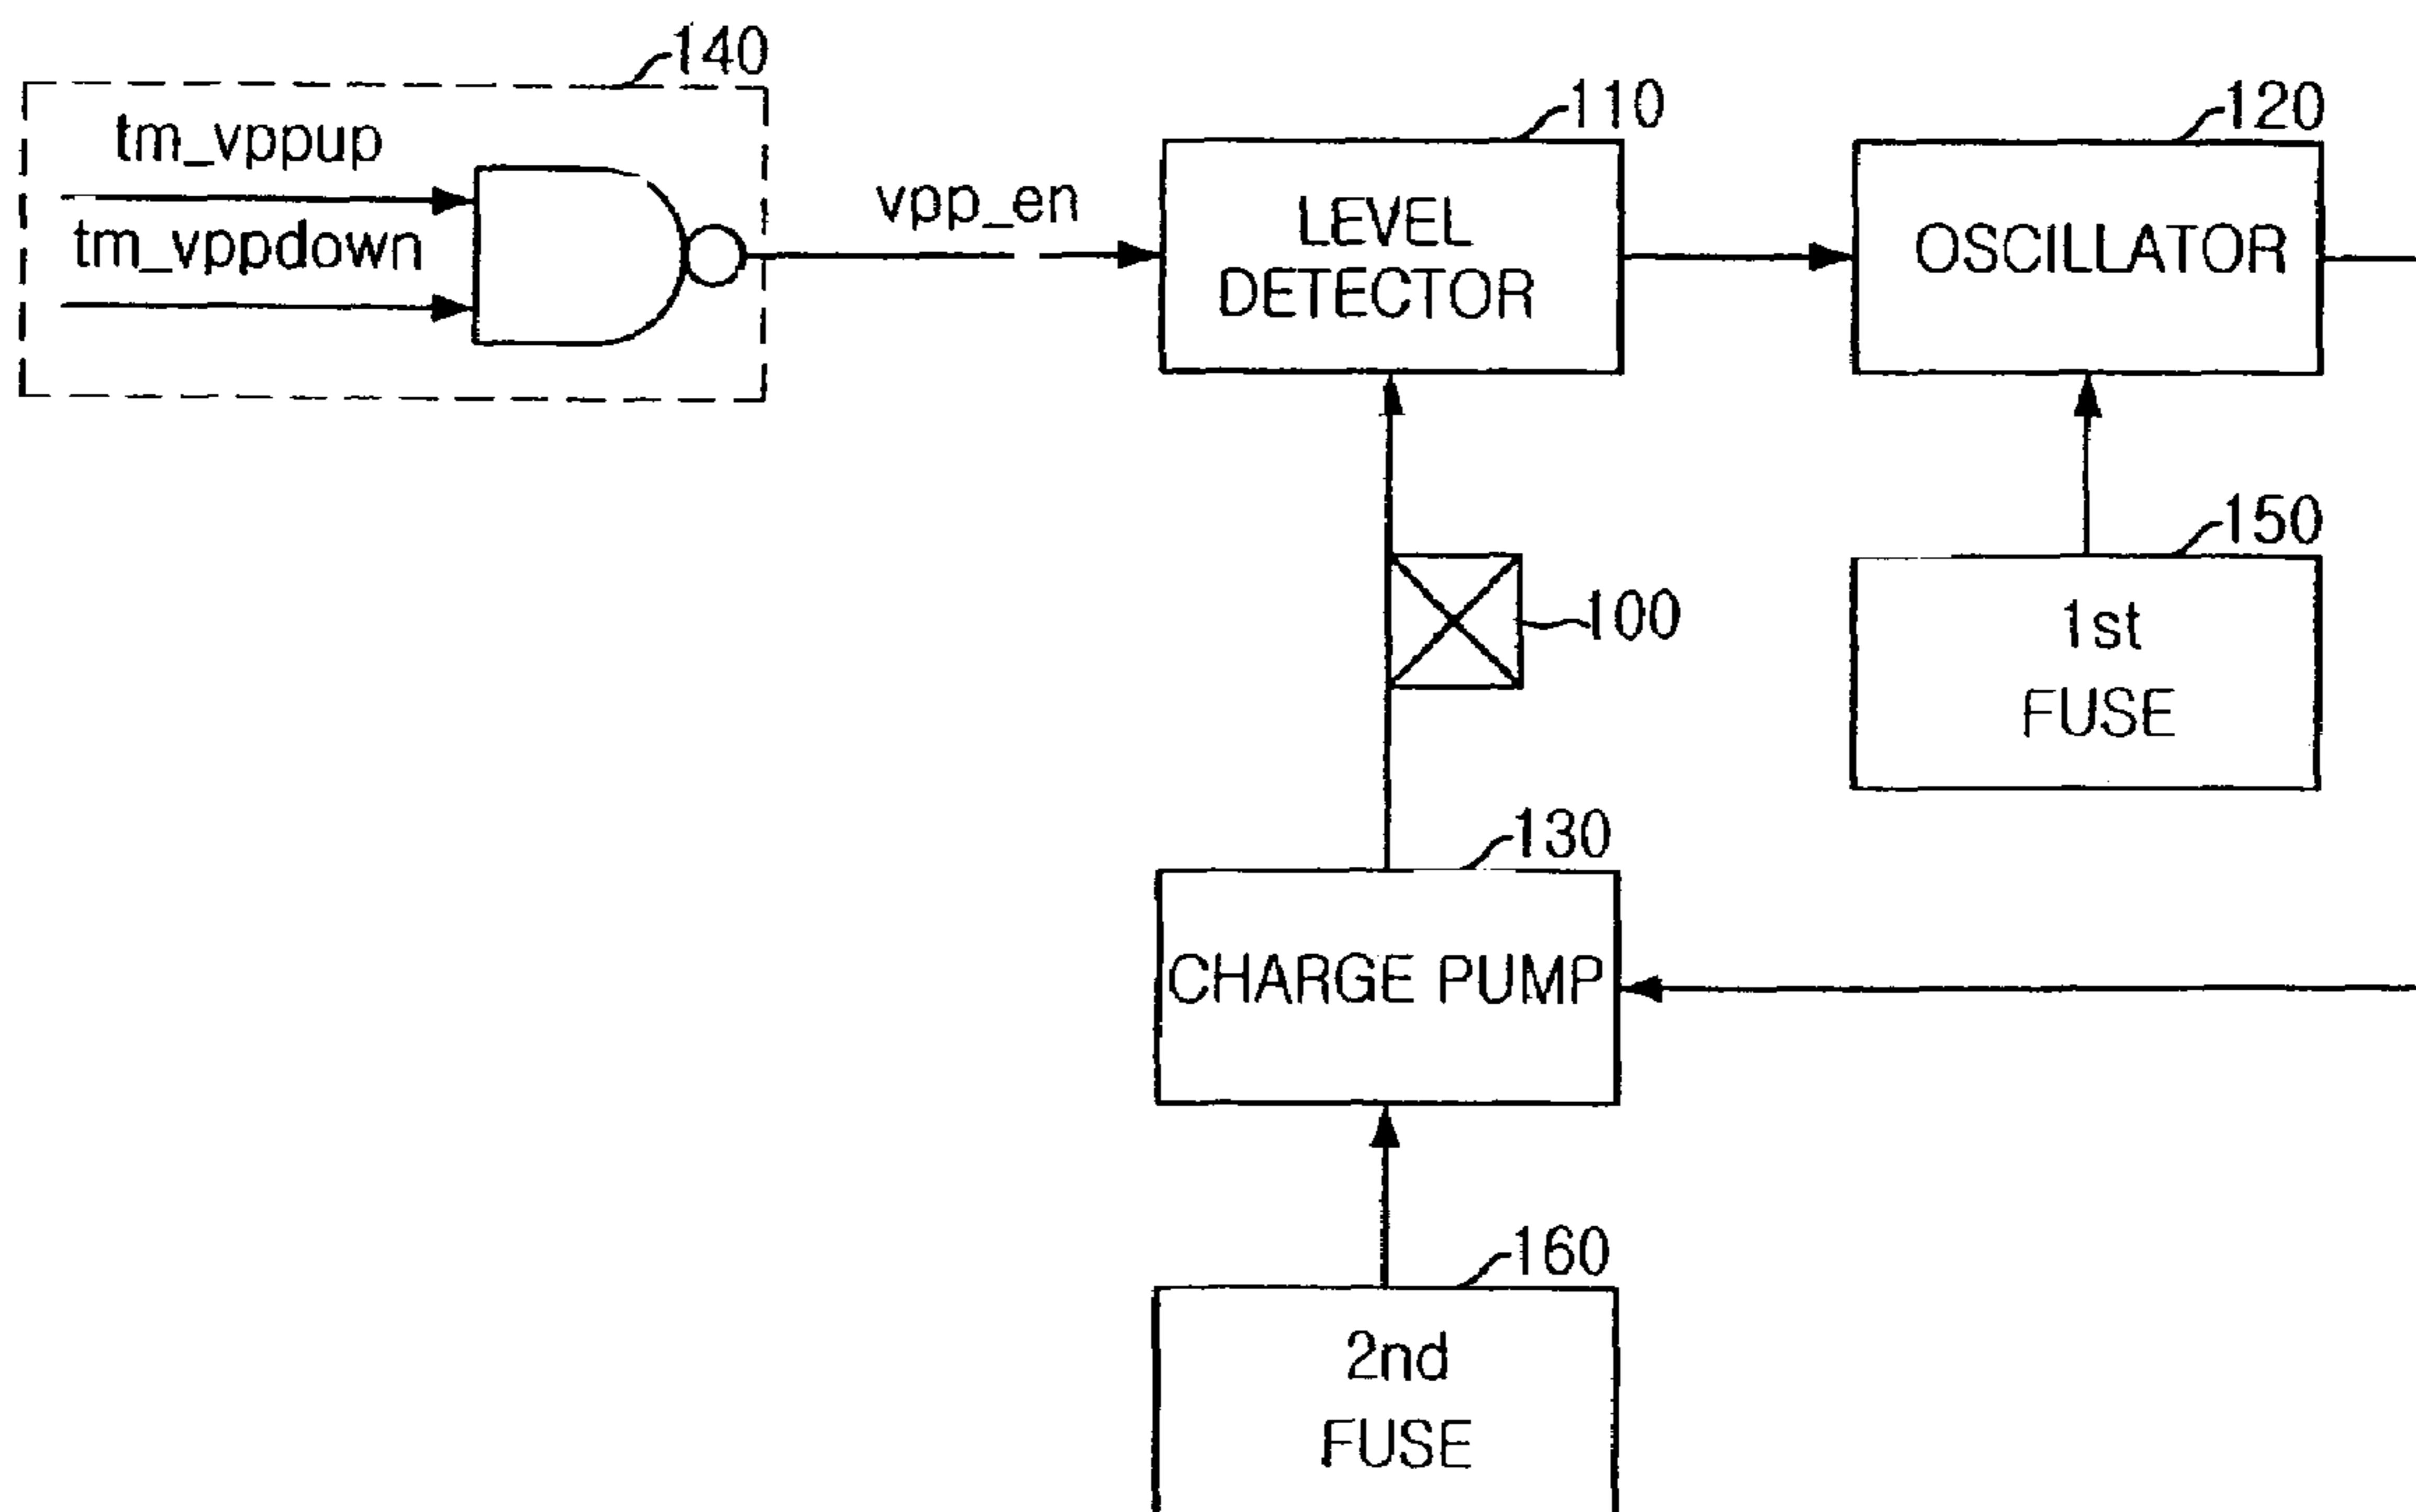 140
tm_vppup
tm_vppdown
vpp_en
110
LEVEL
DETECTOR
120
OSCILLATOR
100
150
1st
FUSE
130
CHARGE PUMP
160
2nd
FUSE